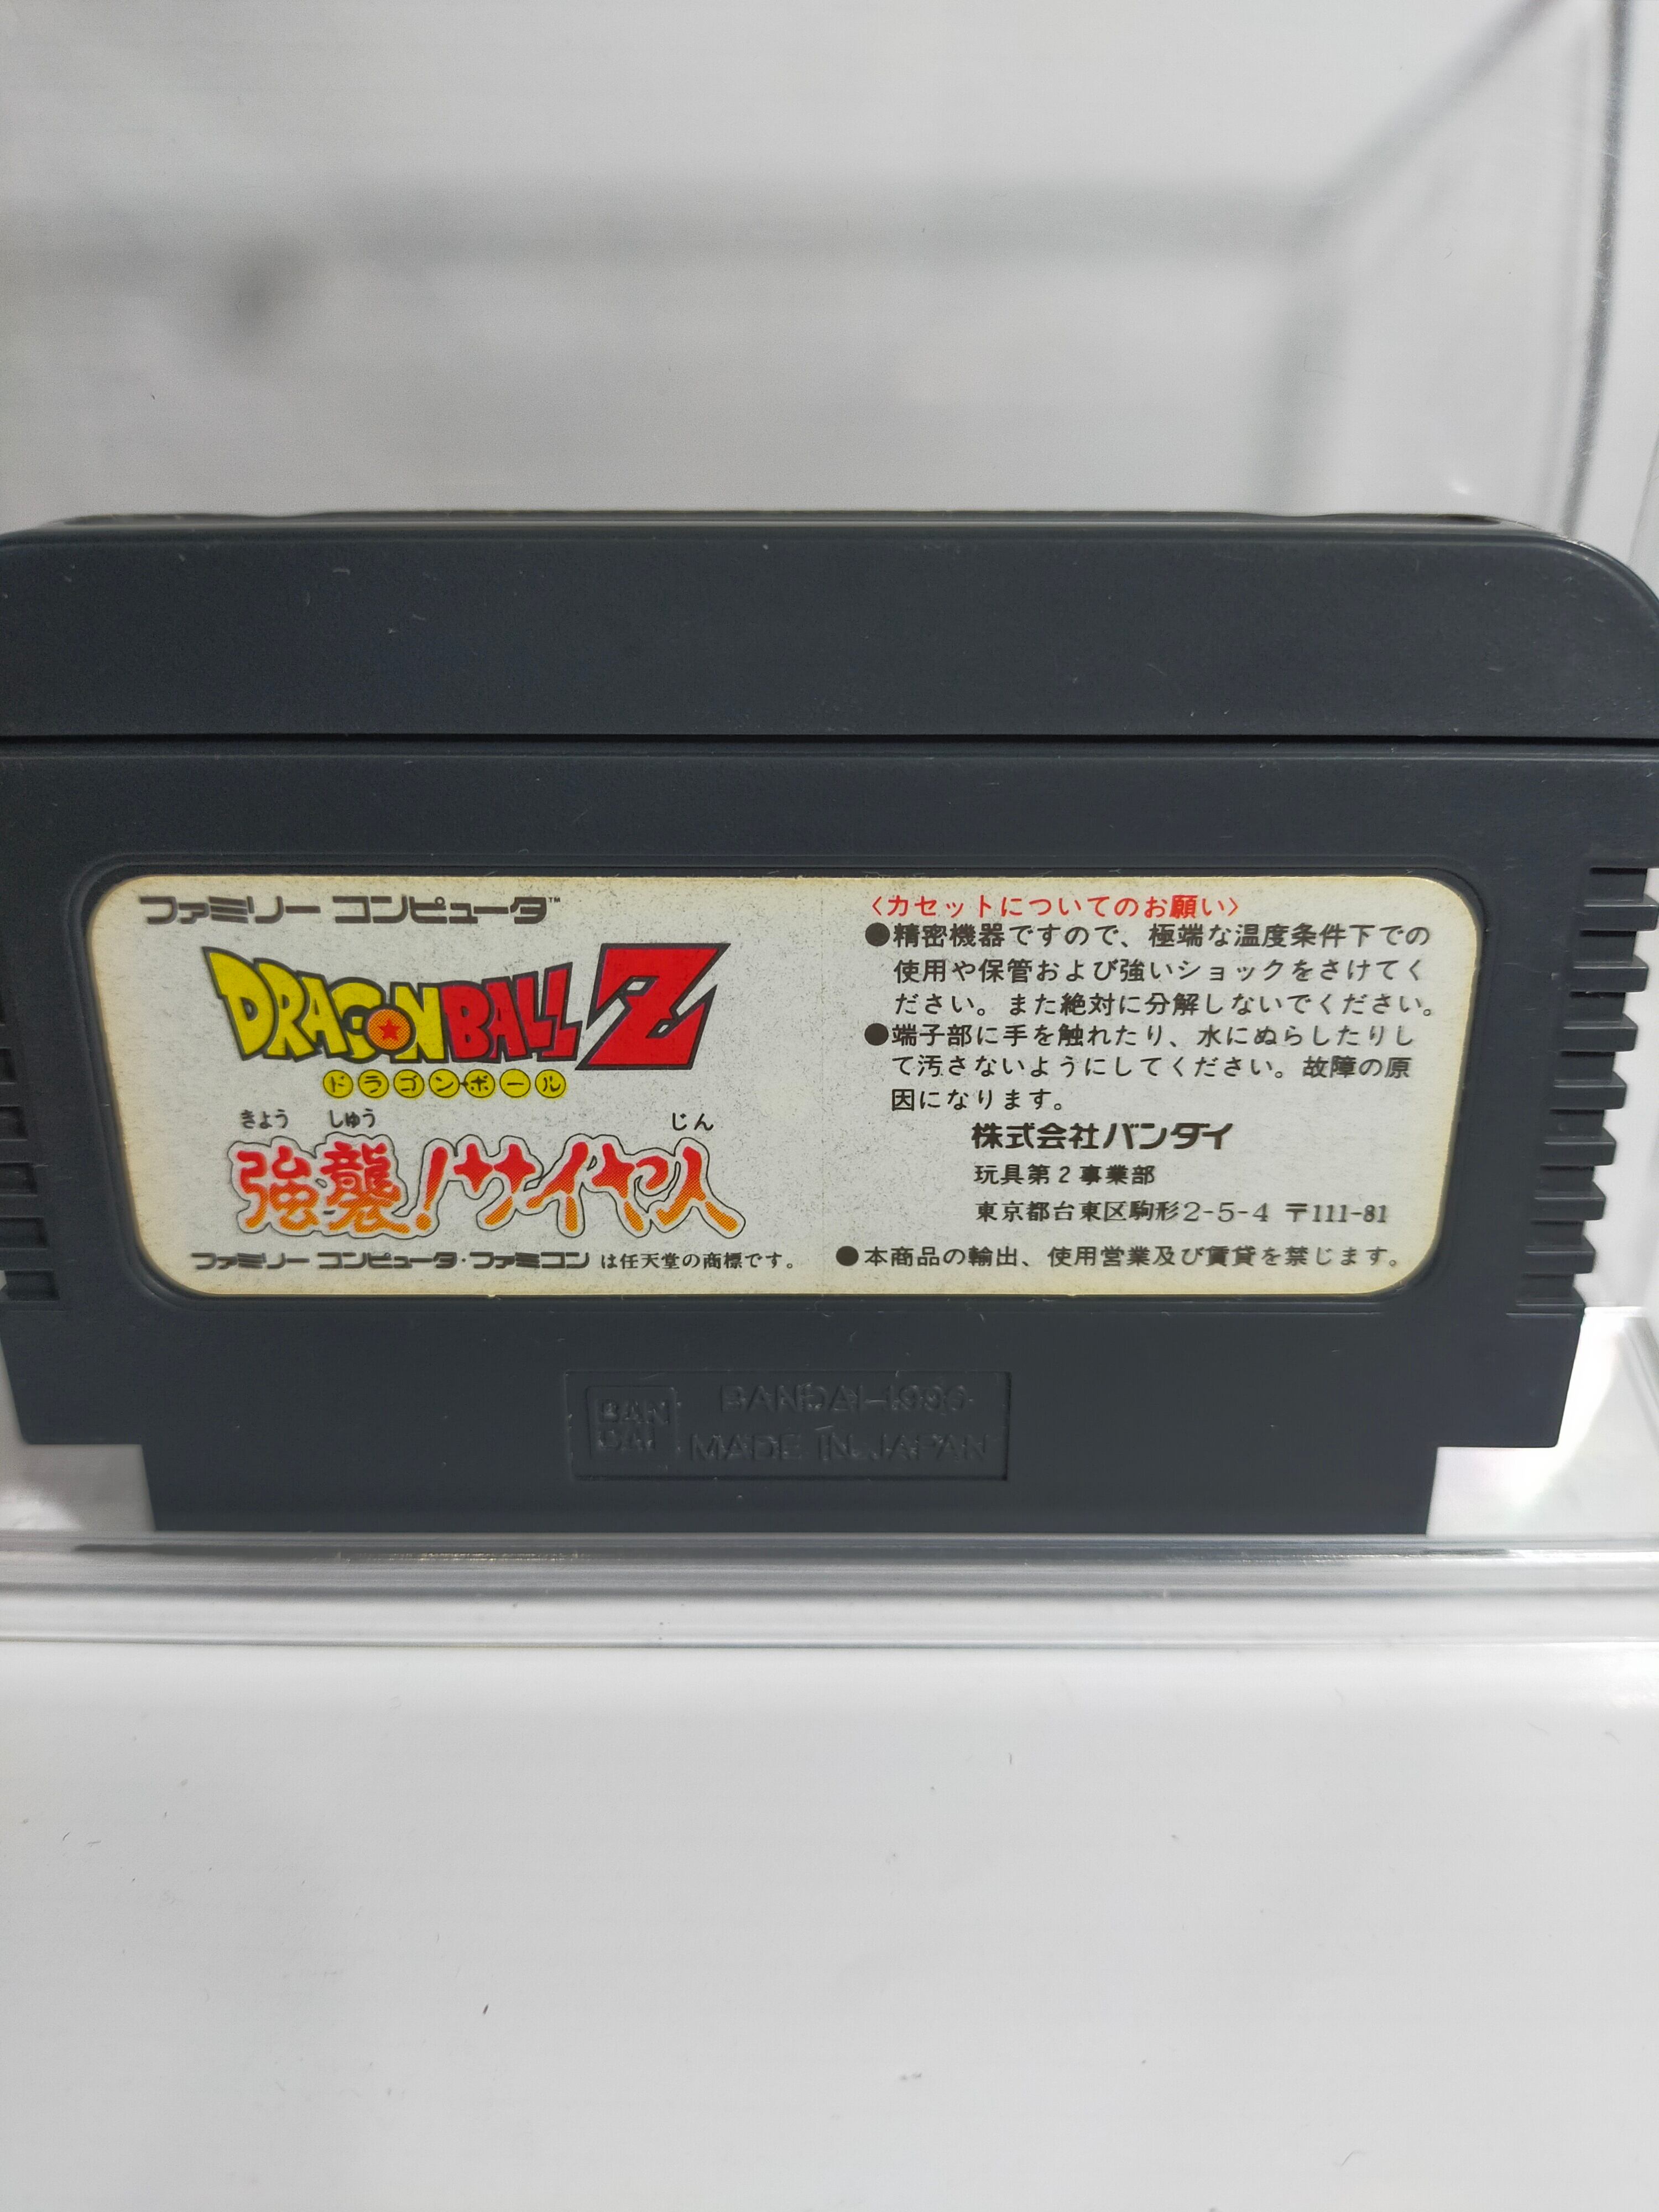 ファミリー コンピュータ™
DRAGON BALL Z
ドラゴンボール
きょう しゅう じん
強襲!サイヤ人
ファミリー コンピュータ・ファミコン は任天堂の商標です。
〈カセットについてのお願い〉
●精密機器ですので、極端な温度条件下での
使用や保管および強いショックをさけてく
ださい。また絶対に分解しないでください。
●端子部に手を触れたり、水にぬらしたりし
て汚さないようにしてください。故障の原
因になります。
株式会社バンダイ
玩具第2事業部
東京都台東区駒形2-5-4 〒111-81
●本商品の輸出、使用営業及び賃貸を禁じます。
BAN
DAI
BANDAI-1990
MADE IN JAPAN